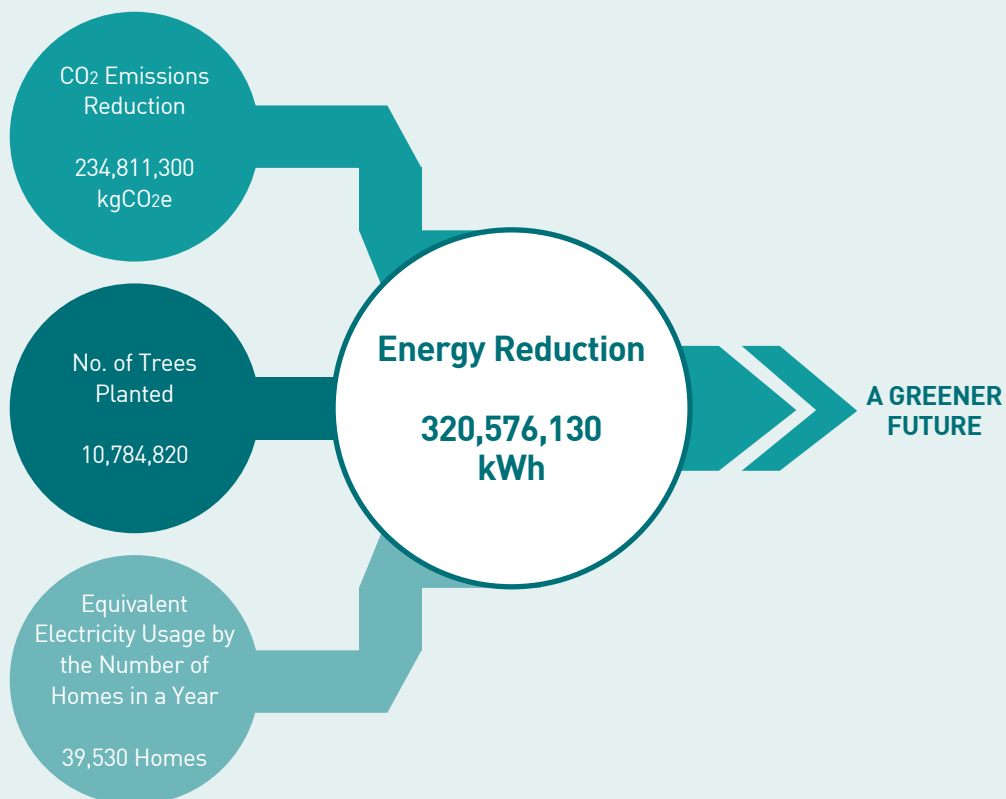 CO2 Emissions
Reduction
234,811,300
kgCO2e
No. of Trees
Planted
10,784,820
Equivalent
Electricity Usage by
the Number of
Homes in a Year
39,530 Homes
Energy Reduction
320,576,130
kWh
A GREENER
FUTURE